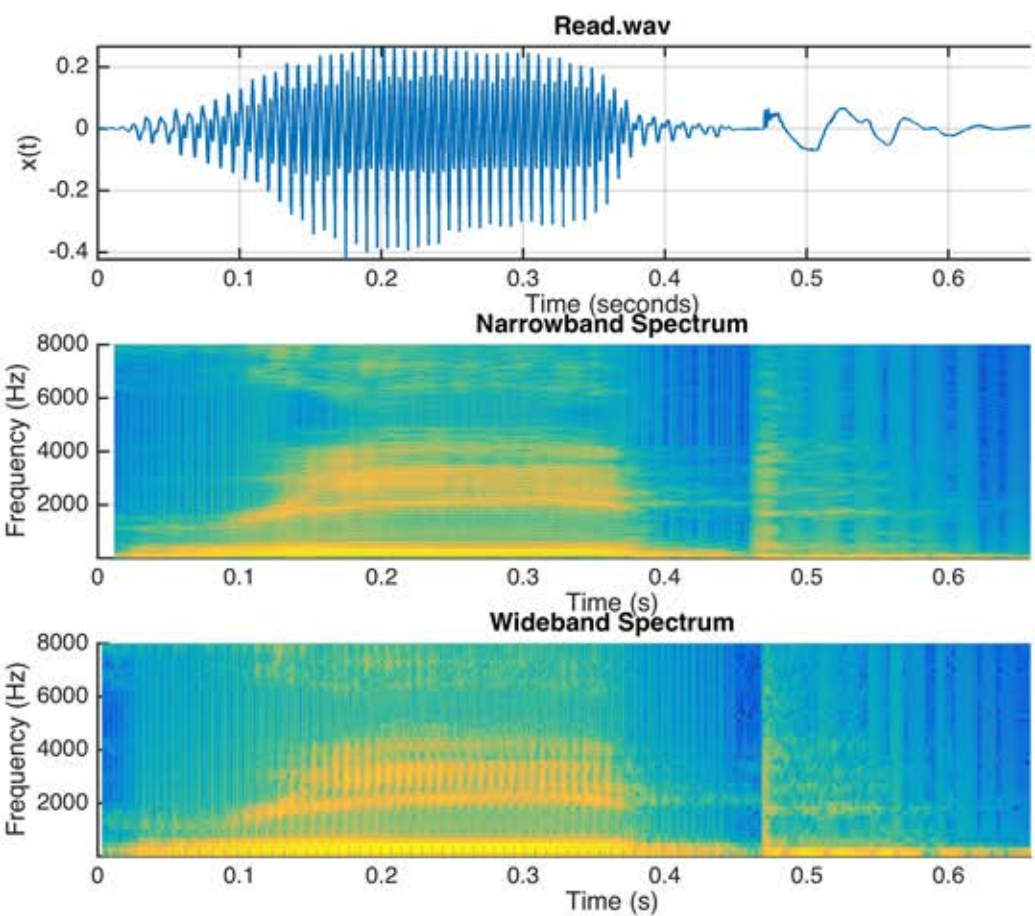 Read.wav
0.2
0
-0.2
-0.4
x(t)
0 0.1 0.2 0.3 0.4 0.5 0.6
Time (seconds)
Narrowband Spectrum
8000
6000
4000
2000
Frequency (Hz)
0 0.1 0.2 0.3 0.4 0.5 0.6
Time (s)
Wideband Spectrum
8000
6000
4000
2000
Frequency (Hz)
0 0.1 0.2 0.3 0.4 0.5 0.6
Time (s)